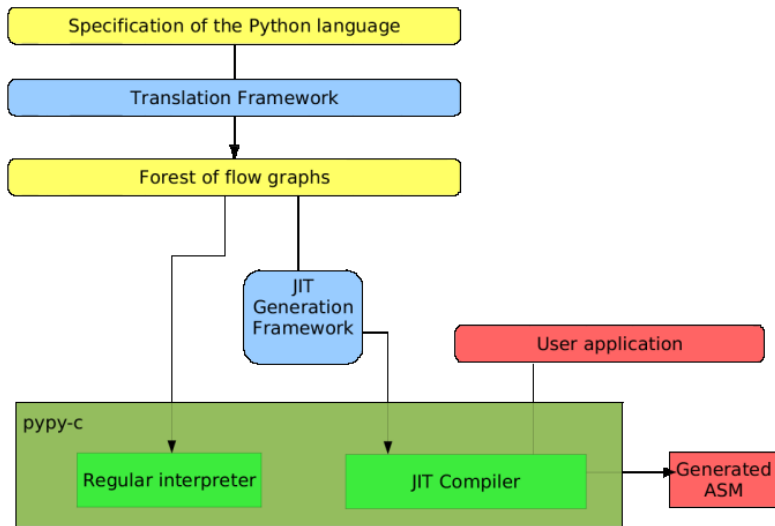 Specification of the Python language
Translation Framework
Forest of flow graphs
JIT
Generation
Framework
User application
pypy-c
Regular interpreter
JIT Compiler
Generated
ASM